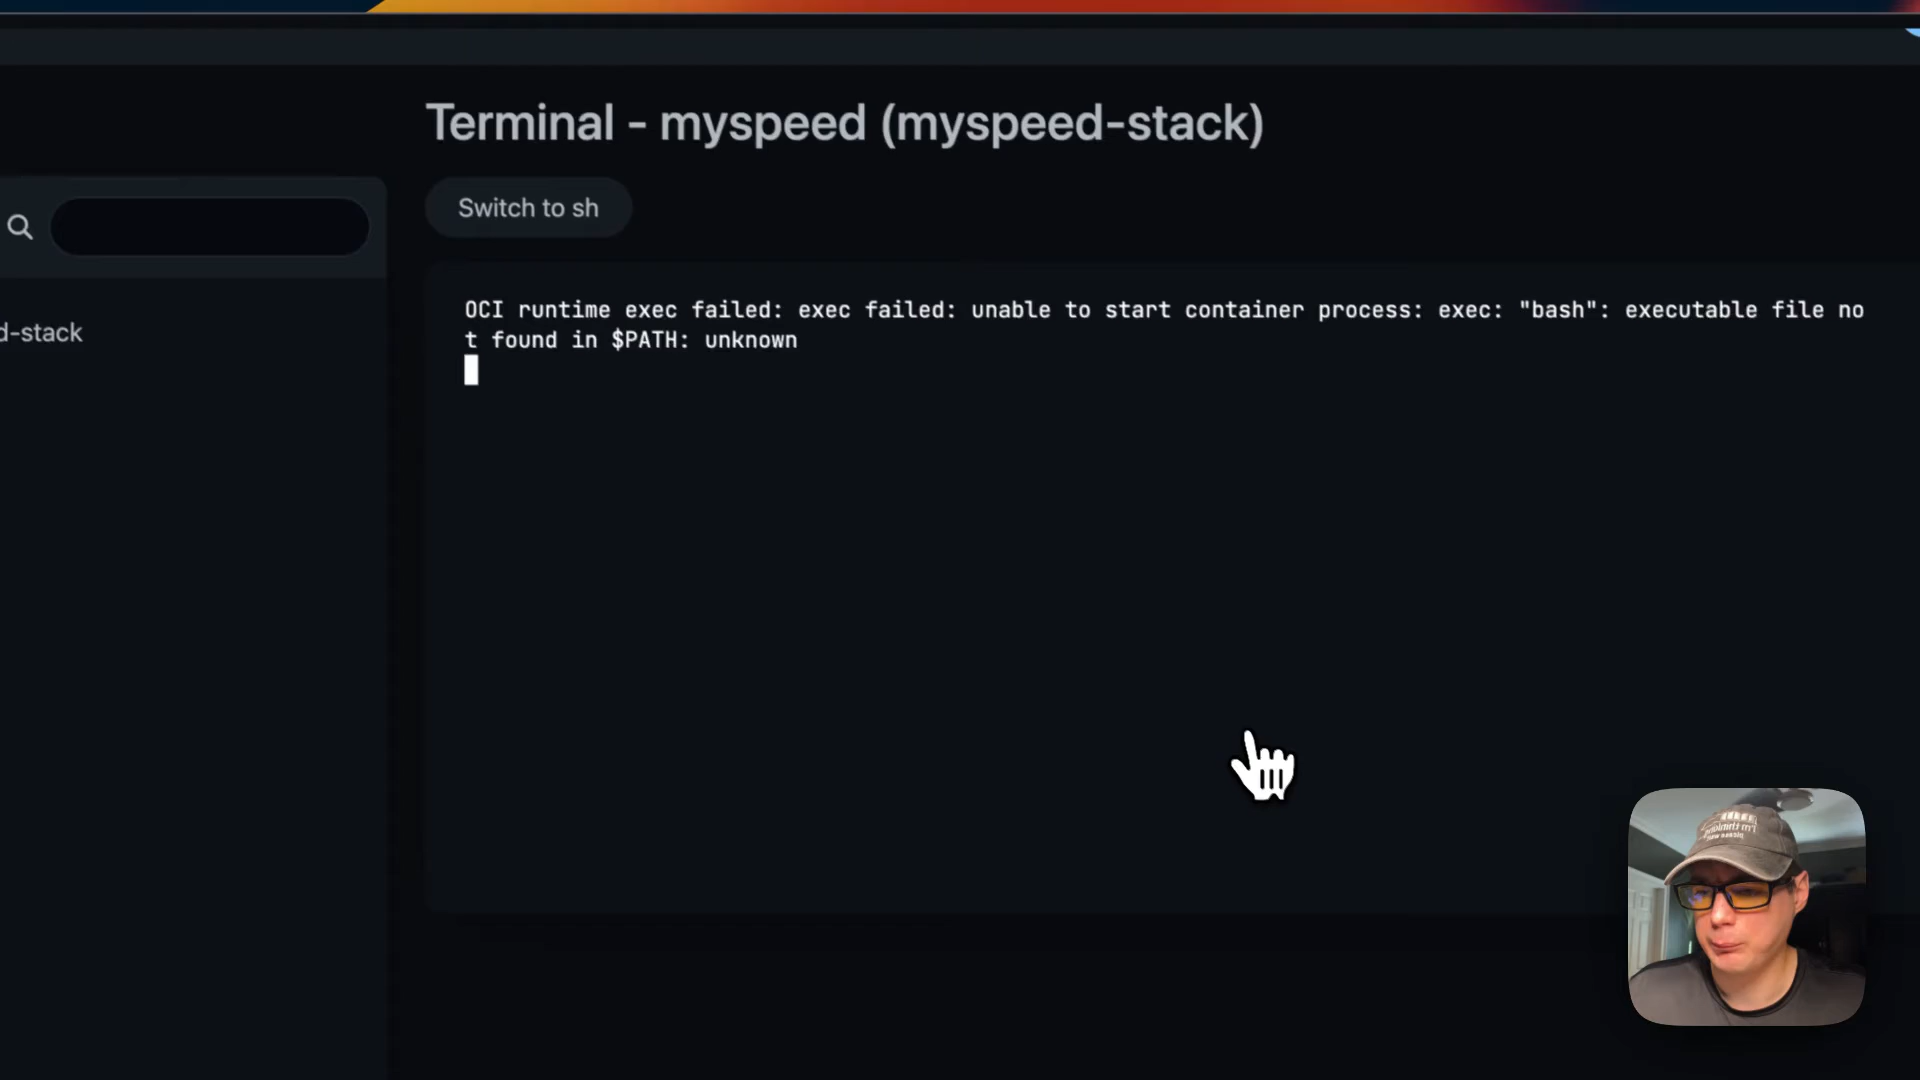 Terminal - myspeed (myspeed-stack)
Switch to sh
d-stack
OCI runtime exec failed: exec failed: unable to start container process: exec: "bash": executable file no
t found in $PATH: unknown